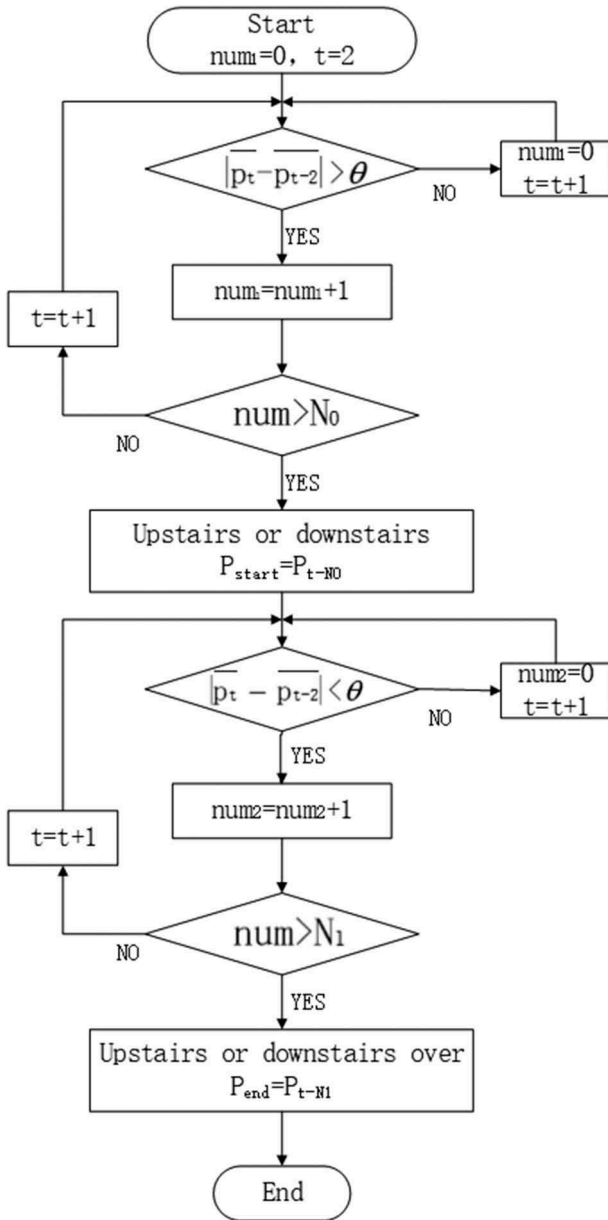 Start
num₁=0, t=2
|p̅t̅-p̅t̅-̅2̅|>θ
NO
num₁=0
t=t+1
YES
num₁=num₁+1
t=t+1
num>N₀
NO
YES
Upstairs or downstairs
Pstart=Pt-N0
|p̅t̅-p̅t̅-̅2̅|<θ
NO
num₂=0
t=t+1
YES
num₂=num₂+1
t=t+1
num>N₁
NO
YES
Upstairs or downstairs over
Pend=Pt-N1
End